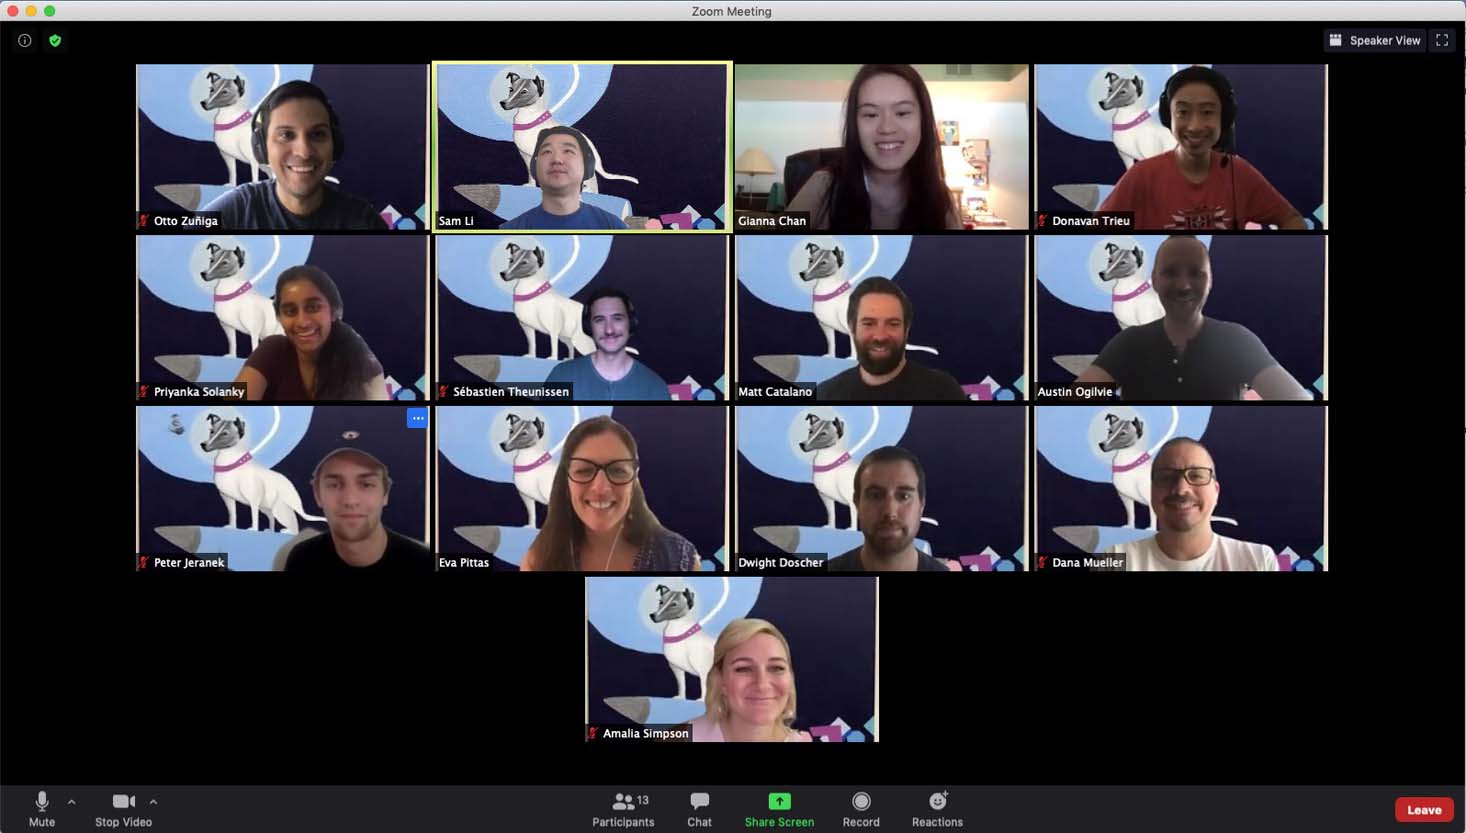 Zoom Meeting
Speaker View
Otto Zuñiga
Sam Li
Gianna Chan
Donavan Trieu
Priyanka Solanky
Sébastien Theunissen
Matt Catalano
Austin Ogilvie
Peter Jeranek
Eva Pittas
Dwight Doscher
Dana Mueller
Amalia Simpson
13
Mute
Stop Video
Participants
Chat
Share Screen
Record
Reactions
Leave